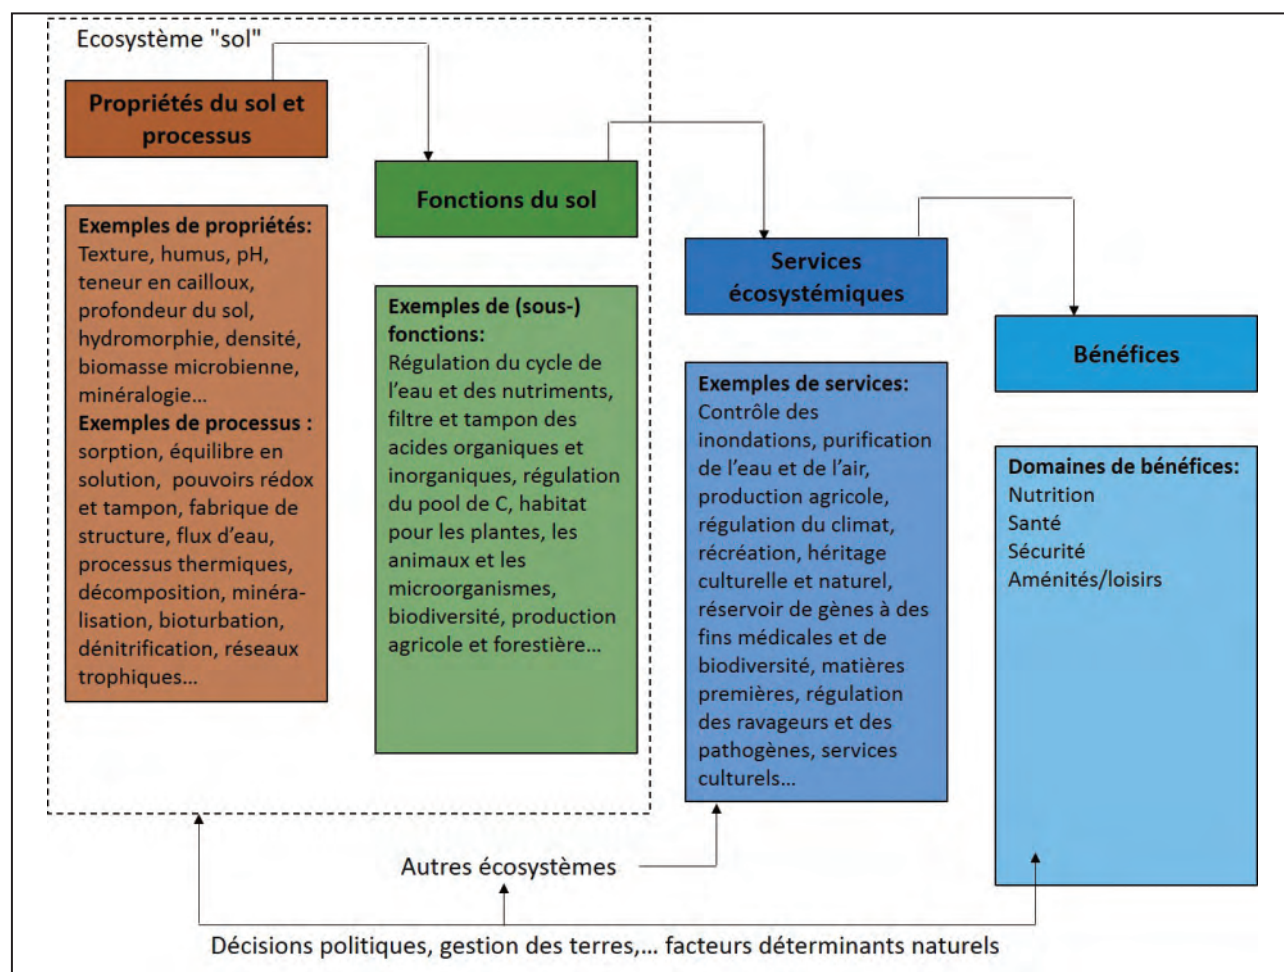 Ecosystème "sol"
Propriétés du sol et
processus
Exemples de propriétés:
Texture, humus, pH,
teneur en cailloux,
profondeur du sol,
hydromorphie, densité,
biomasse microbienne,
minéralogie…
Exemples de processus :
sorption, équilibre en
solution, pouvoirs rédox
et tampon, fabrique de
structure, flux d’eau,
processus thermiques,
décomposition, minéra-
lisation, bioturbation,
dénitrification, réseaux
trophiques…
Fonctions du sol
Exemples de (sous-)
fonctions:
Régulation du cycle de
l’eau et des nutriments,
filtre et tampon des
acides organiques et
inorganiques, régulation
du pool de C, habitat
pour les plantes, les
animaux et les
microorganismes,
biodiversité, production
agricole et forestière…
Services
écosystémiques
Exemples de services:
Contrôle des
inondations, purification
de l’eau et de l’air,
production agricole,
régulation du climat,
récréation, héritage
culturelle et naturel,
réservoir de gènes à des
fins médicales et de
biodiversité, matières
premières, régulation
des ravageurs et des
pathogènes, services
culturels…
Bénéfices
Domaines de bénéfices:
Nutrition
Santé
Sécurité
Aménités/loisirs
Autres écosystèmes
Décisions politiques, gestion des terres,… facteurs déterminants naturels